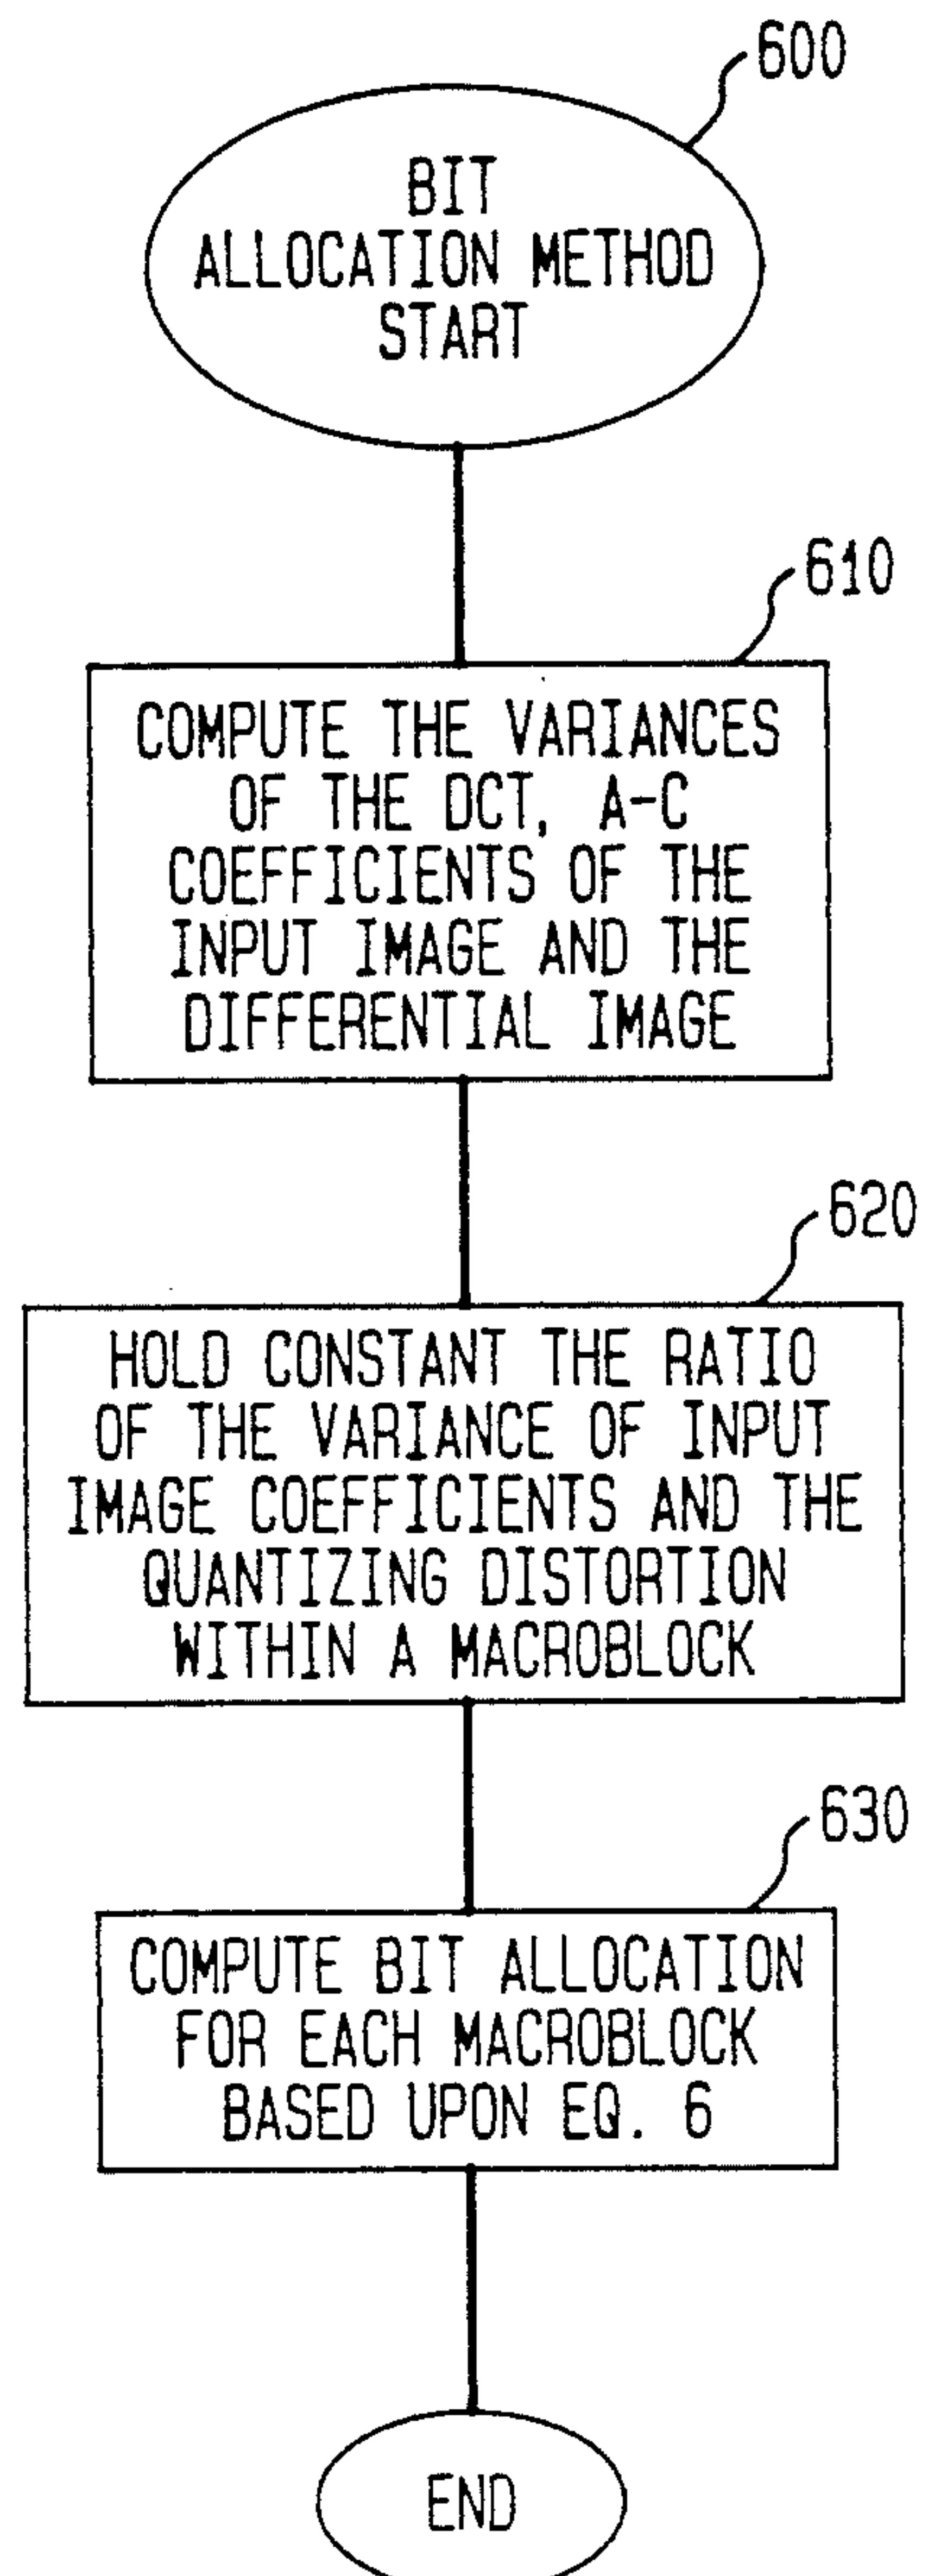 600
BIT
ALLOCATION METHOD
START
610
COMPUTE THE VARIANCES
OF THE DCT, A-C
COEFFICIENTS OF THE
INPUT IMAGE AND THE
DIFFERENTIAL IMAGE
620
HOLD CONSTANT THE RATIO
OF THE VARIANCE OF INPUT
IMAGE COEFFICIENTS AND THE
QUANTIZING DISTORTION
WITHIN A MACROBLOCK
630
COMPUTE BIT ALLOCATION
FOR EACH MACROBLOCK
BASED UPON EQ. 6
END